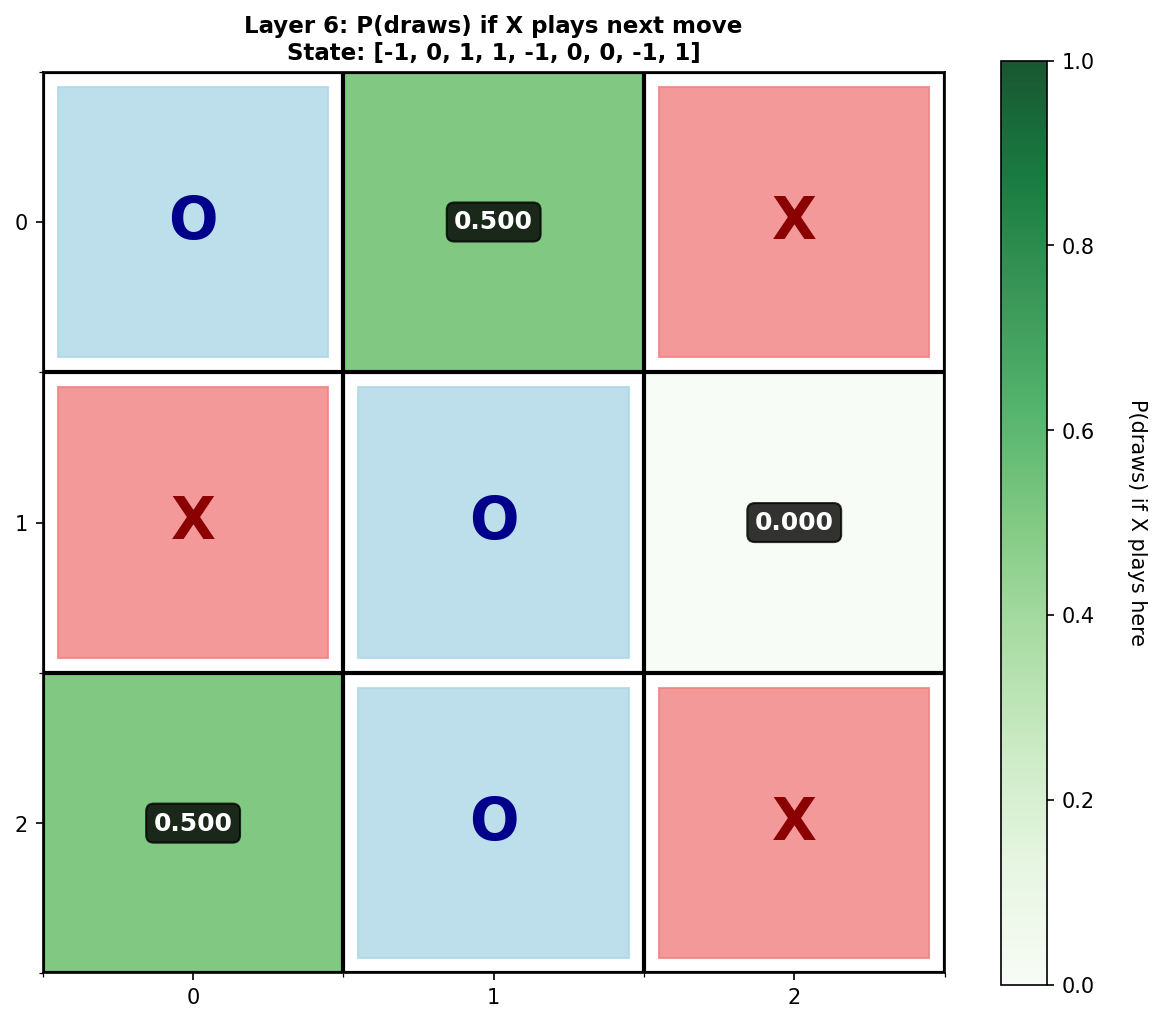 Layer 6: P(draws) if X plays next move
State: [-1, 0, 1, 1, -1, 0, 0, -1, 1]
0
O
0.500
X
1
X
O
0.000
2
0.500
O
X
0
1
2
1.0
0.8
0.6
0.4
0.2
0.0
P(draws) if X plays here